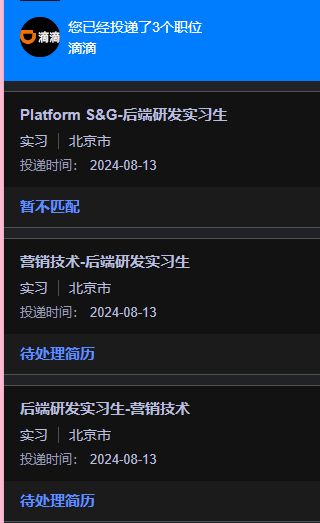 滴滴
您已经投递了3个职位
滴滴
Platform S&G-后端研发实习生
实习 | 北京市
投递时间： 2024-08-13
暂不匹配
营销技术-后端研发实习生
实习 | 北京市
投递时间： 2024-08-13
待处理简历
后端研发实习生-营销技术
实习 | 北京市
投递时间： 2024-08-13
待处理简历